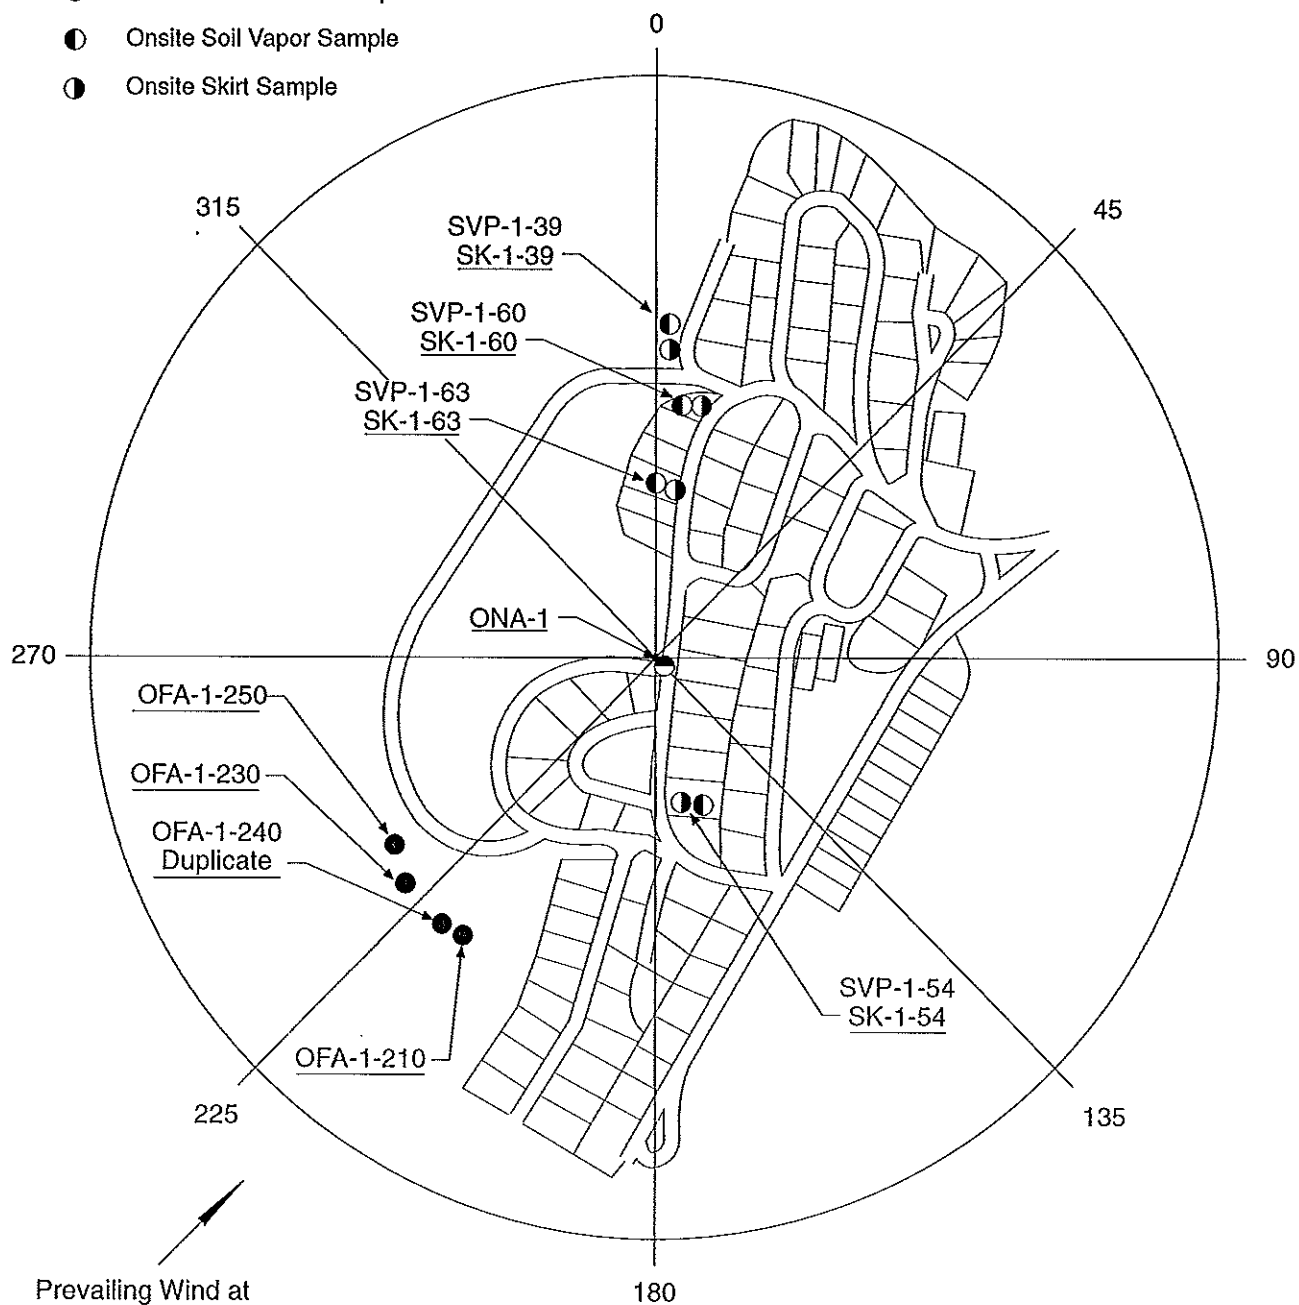 Onsite Soil Vapor Sample
Onsite Skirt Sample
0
315
45
SVP-1-39
SK-1-39
SVP-1-60
SK-1-60
SVP-1-63
SK-1-63
ONA-1
270
90
OFA-1-250
OFA-1-230
OFA-1-240
Duplicate
SVP-1-54
SK-1-54
OFA-1-210
225
135
Prevailing Wind at
180